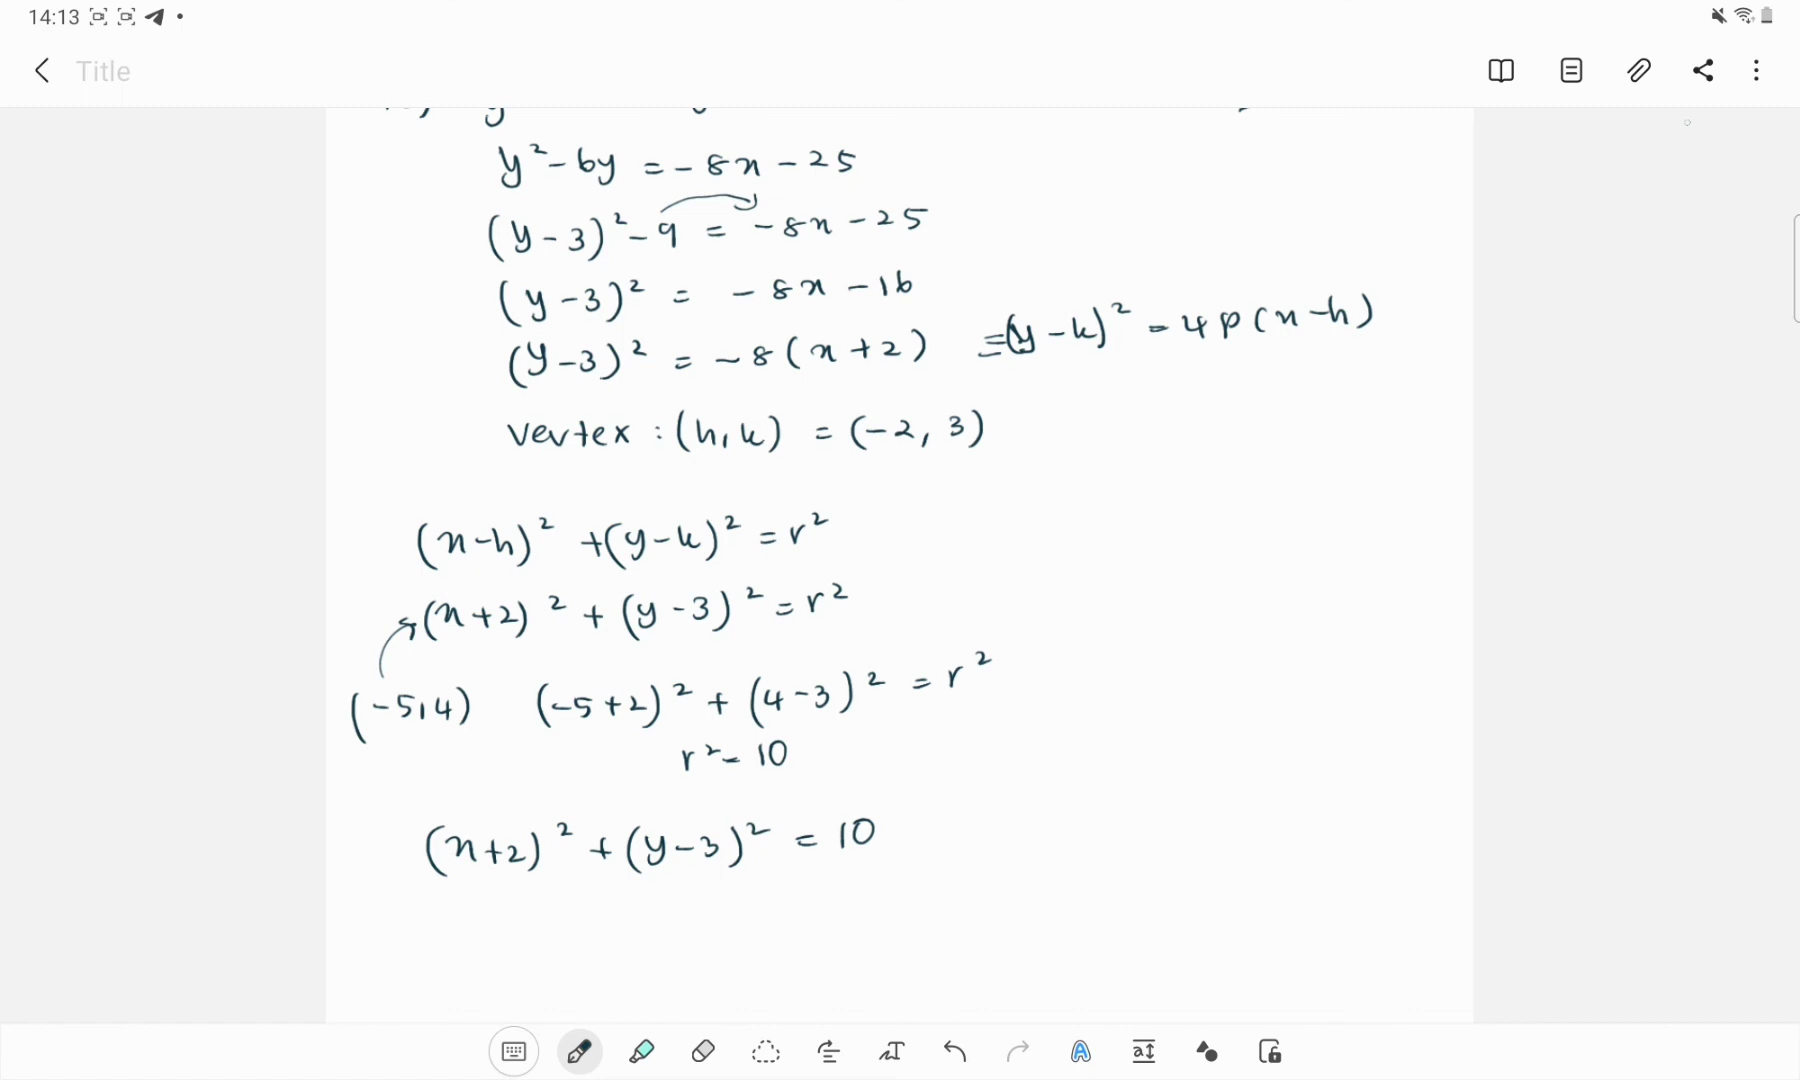 14:13
Title
y² - 6y = - 8x - 25
(y - 3)² - 9 = - 8x - 25
(y - 3)² = - 8x - 16
(y - 3)² = - 8 (x + 2) = (y - k)² = 4p(x - h)
vertex : (h, k) = (-2, 3)
(x - h)² + (y - k)² = r²
(x + 2)² + (y - 3)² = r²
(-5, 4) (-5 + 2)² + (4 - 3)² = r²
r² = 10
(x + 2)² + (y - 3)² = 10